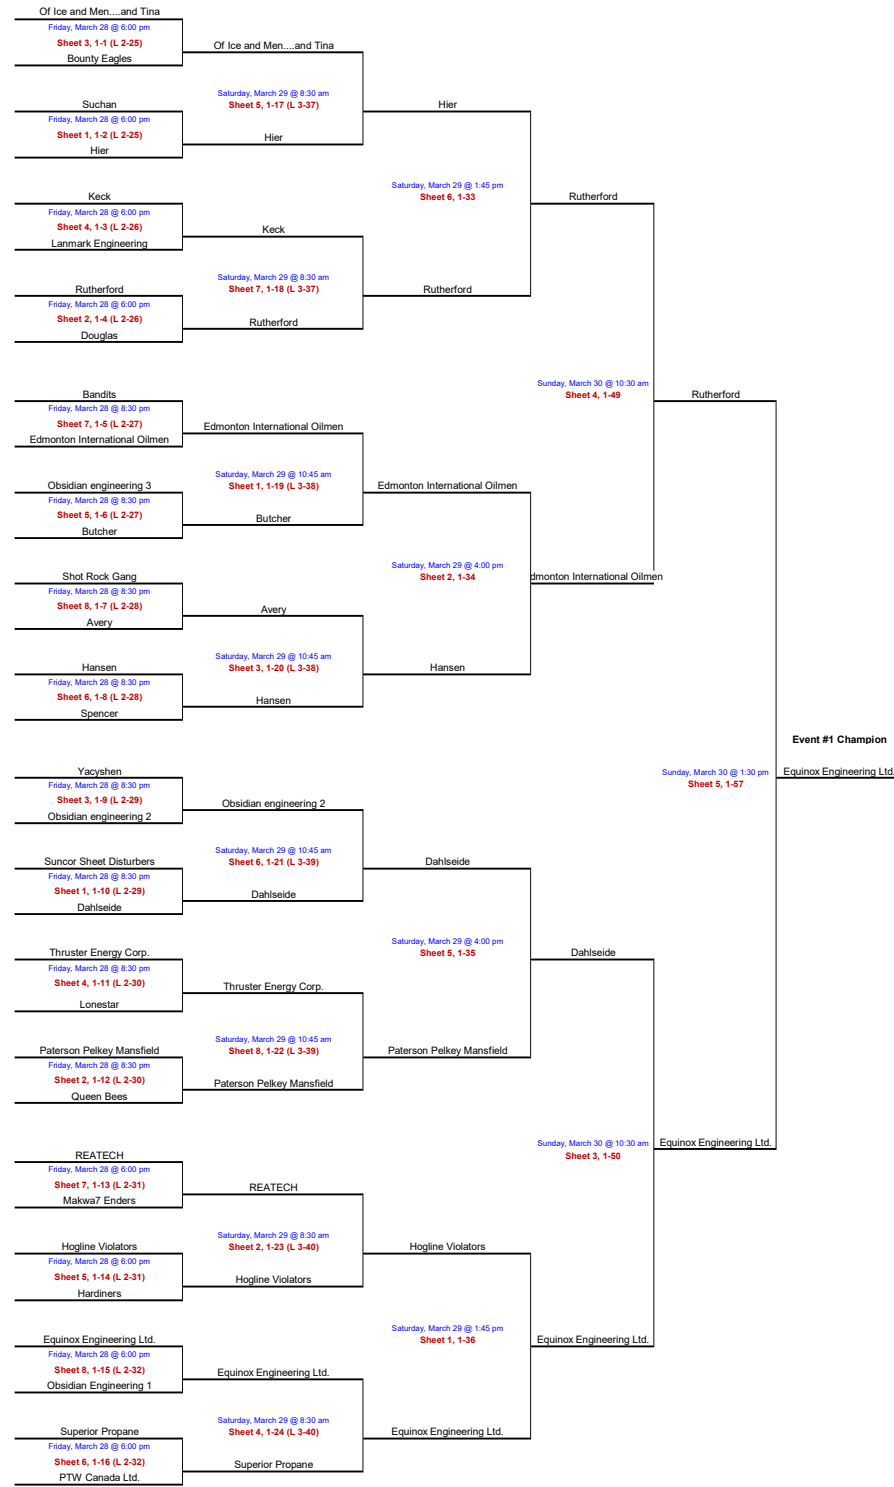 Of Ice and Men....and Tina
Friday, March 28 @ 6:00 pm
Sheet 3, 1-1 (L 2-25)
Bounty Eagles
Of Ice and Men....and Tina
Saturday, March 29 @ 8:30 am
Sheet 5, 1-17 (L 3-37)
Hier
Suchan
Friday, March 28 @ 6:00 pm
Sheet 1, 1-2 (L 2-25)
Hier
Hier
Saturday, March 29 @ 1:45 pm
Sheet 6, 1-33
Rutherford
Keck
Friday, March 28 @ 6:00 pm
Sheet 4, 1-3 (L 2-26)
Lanmark Engineering
Keck
Saturday, March 29 @ 8:30 am
Sheet 7, 1-18 (L 3-37)
Rutherford
Rutherford
Friday, March 28 @ 6:00 pm
Sheet 2, 1-4 (L 2-26)
Douglas
Rutherford
Sunday, March 30 @ 10:30 am
Sheet 4, 1-49
Rutherford
Bandits
Friday, March 28 @ 8:30 pm
Sheet 7, 1-5 (L 2-27)
Edmonton International Oilmen
Edmonton International Oilmen
Saturday, March 29 @ 10:45 am
Sheet 1, 1-19 (L 3-38)
Edmonton International Oilmen
Obsidian engineering 3
Friday, March 28 @ 8:30 pm
Sheet 5, 1-6 (L 2-27)
Butcher
Butcher
Saturday, March 29 @ 4:00 pm
Sheet 2, 1-34
dmonton International Oilmen
Shot Rock Gang
Friday, March 28 @ 8:30 pm
Sheet 8, 1-7 (L 2-28)
Avery
Avery
Saturday, March 29 @ 10:45 am
Sheet 3, 1-20 (L 3-38)
Hansen
Hansen
Friday, March 28 @ 8:30 pm
Sheet 6, 1-8 (L 2-28)
Spencer
Hansen
Event #1 Champion
Sunday, March 30 @ 1:30 pm
Sheet 5, 1-57
Equinox Engineering Ltd.
Yacyshen
Friday, March 28 @ 8:30 pm
Sheet 3, 1-9 (L 2-29)
Obsidian engineering 2
Obsidian engineering 2
Saturday, March 29 @ 10:45 am
Sheet 6, 1-21 (L 3-39)
Dahlseide
Suncor Sheet Disturbers
Friday, March 28 @ 8:30 pm
Sheet 1, 1-10 (L 2-29)
Dahlseide
Dahlseide
Saturday, March 29 @ 4:00 pm
Sheet 5, 1-35
Dahlseide
Thruster Energy Corp.
Friday, March 28 @ 8:30 pm
Sheet 4, 1-11 (L 2-30)
Lonestar
Thruster Energy Corp.
Saturday, March 29 @ 10:45 am
Sheet 8, 1-22 (L 3-39)
Paterson Pelkey Mansfield
Paterson Pelkey Mansfield
Friday, March 28 @ 8:30 pm
Sheet 2, 1-12 (L 2-30)
Queen Bees
Paterson Pelkey Mansfield
Sunday, March 30 @ 10:30 am
Sheet 3, 1-50
Equinox Engineering Ltd.
REATECH
Friday, March 28 @ 6:00 pm
Sheet 7, 1-13 (L 2-31)
Makwa7 Enders
REATECH
Saturday, March 29 @ 8:30 am
Sheet 2, 1-23 (L 3-40)
Hogline Violators
Hogline Violators
Friday, March 28 @ 6:00 pm
Sheet 5, 1-14 (L 2-31)
Hardiners
Hogline Violators
Saturday, March 29 @ 1:45 pm
Sheet 1, 1-36
Equinox Engineering Ltd.
Equinox Engineering Ltd.
Friday, March 28 @ 6:00 pm
Sheet 8, 1-15 (L 2-32)
Obsidian Engineering 1
Equinox Engineering Ltd.
Saturday, March 29 @ 8:30 am
Sheet 4, 1-24 (L 3-40)
Equinox Engineering Ltd.
Superior Propane
Friday, March 28 @ 6:00 pm
Sheet 6, 1-16 (L 2-32)
PTW Canada Ltd.
Superior Propane